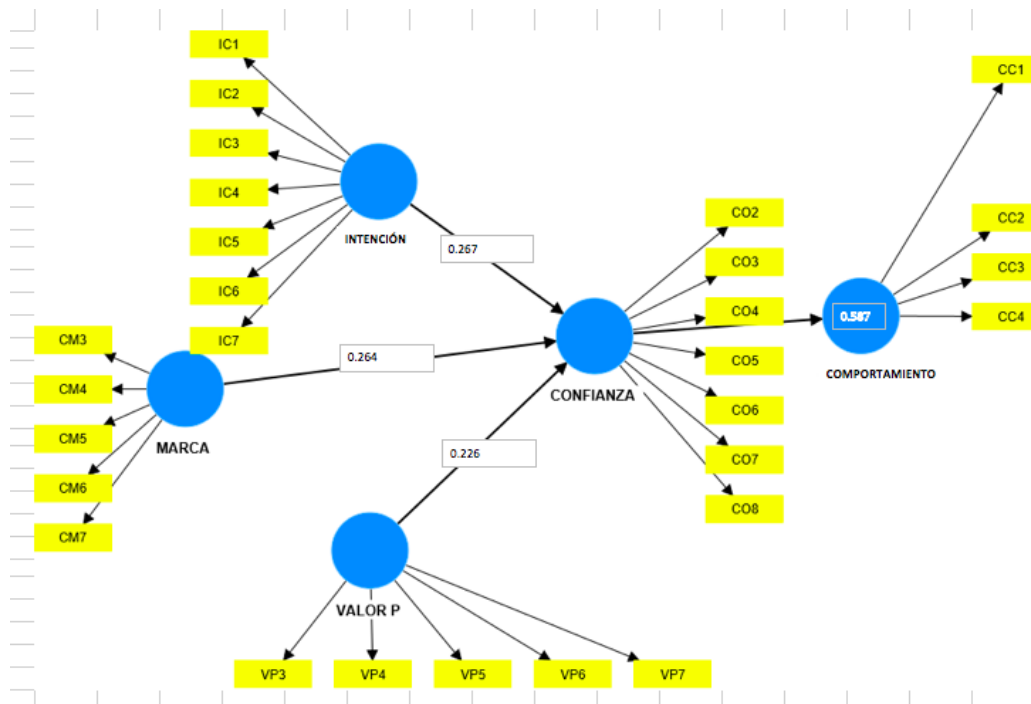 IC1
IC2
IC3
IC4
IC5
IC6
IC7
INTENCIÓN
0.267
CM3
CM4
CM5
CM6
CM7
MARCA
0.264
VALOR P
0.226
VP3
VP4
VP5
VP6
VP7
CONFIANZA
CO2
CO3
CO4
CO5
CO6
CO7
CO8
0.587
COMPORTAMIENTO
CC1
CC2
CC3
CC4